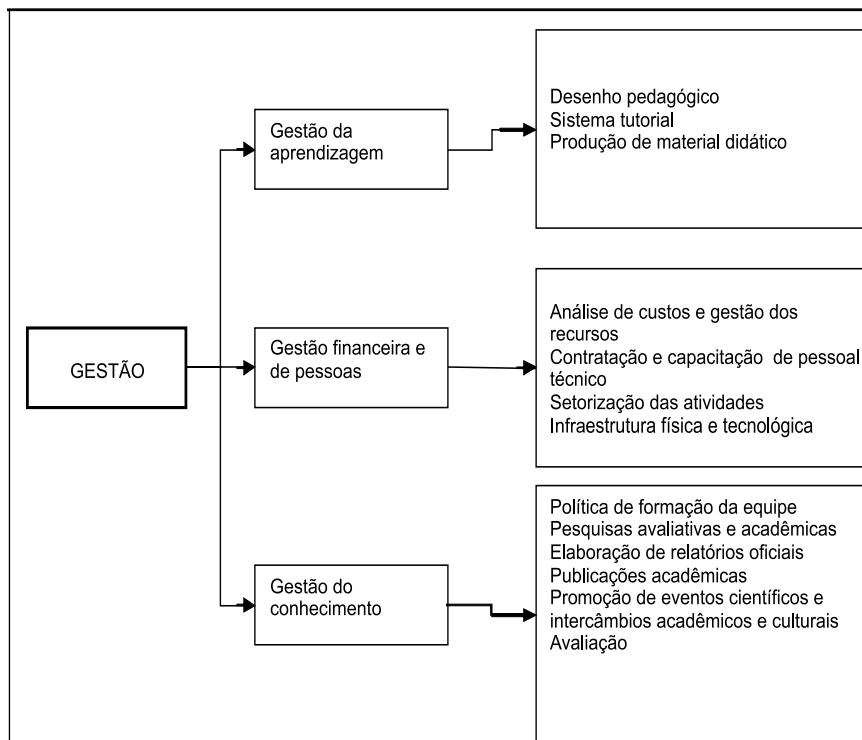 Desenho pedagógico
Sistema tutorial
Produção de material didático
Gestão da
aprendizagem
Análise de custos e gestão dos
recursos
Contratação e capacitação de pessoal
técnico
Setorização das atividades
Infraestrutura física e tecnológica
Gestão financeira e
de pessoas
GESTÃO
Política de formação da equipe
Pesquisas avaliativas e acadêmicas
Elaboração de relatórios oficiais
Publicações acadêmicas
Promoção de eventos científicos e
intercâmbios acadêmicos e culturais
Avaliação
Gestão do
conhecimento